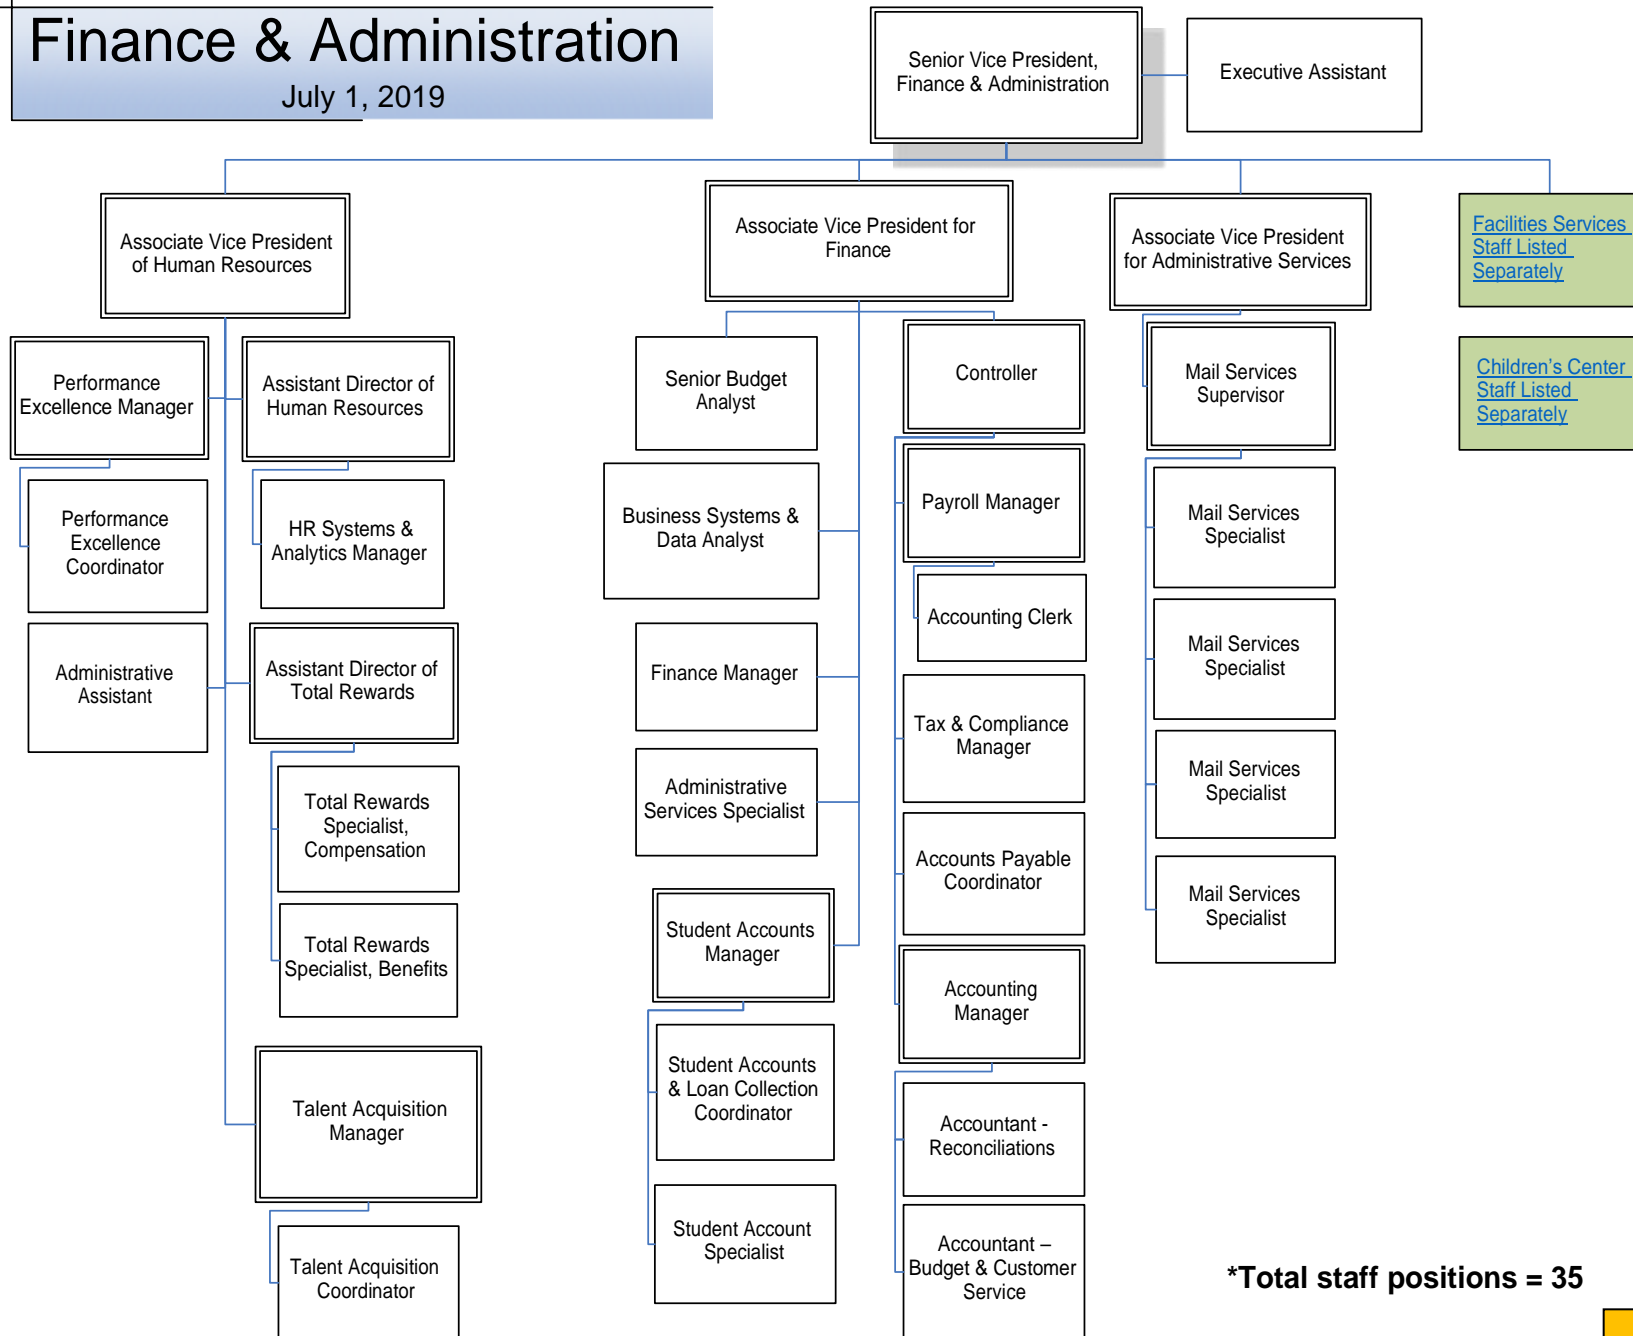 Finance & Administration
July 1, 2019
Senior Vice President,
Finance & Administration
Executive Assistant
Associate Vice President
of Human Resources
Performance
Excellence Manager
Performance
Excellence
Coordinator
Administrative
Assistant
Assistant Director of
Human Resources
HR Systems &
Analytics Manager
Assistant Director of
Total Rewards
Total Rewards
Specialist,
Compensation
Total Rewards
Specialist, Benefits
Talent Acquisition
Manager
Talent Acquisition
Coordinator
Associate Vice President for
Finance
Senior Budget
Analyst
Business Systems &
Data Analyst
Finance Manager
Administrative
Services Specialist
Student Accounts
Manager
Student Accounts
& Loan Collection
Coordinator
Student Account
Specialist
Controller
Payroll Manager
Accounting Clerk
Tax & Compliance
Manager
Accounts Payable
Coordinator
Accounting
Manager
Accountant -
Reconciliations
Accountant –
Budget & Customer
Service
Associate Vice President
for Administrative Services
Mail Services
Supervisor
Mail Services
Specialist
Mail Services
Specialist
Mail Services
Specialist
Mail Services
Specialist
Facilities Services
Staff Listed
Separately
Children's Center
Staff Listed
Separately
*Total staff positions = 35